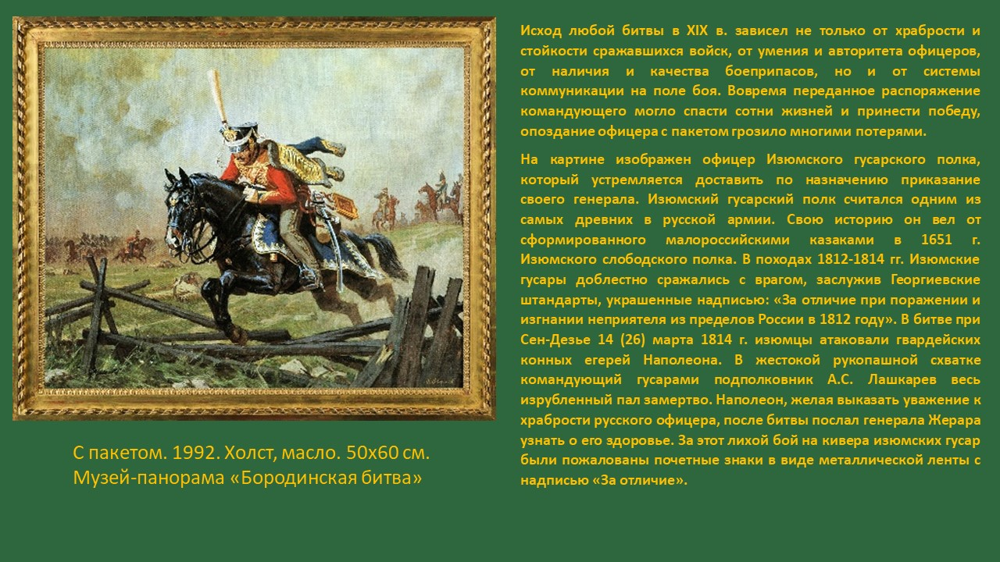 Исход любой битвы в XIX в. зависел не только от храбрости и
стойкости сражавшихся войск, от умения и авторитета офицеров,
от наличия и качества боеприпасов, но и от системы
коммуникации на поле боя. Вовремя переданное распоряжение
командующего могло спасти сотни жизней и принести победу,
опоздание офицера с пакетом грозило многими потерями.
На картине изображен офицер Изюмского гусарского полка,
который устремляется доставить по назначению приказание
своего генерала. Изюмский гусарский полк считался одним из
самых древних в русской армии. Свою историю он вел от
сформированного малороссийскими казаками в 1651 г.
Изюмского слободского полка. В походах 1812-1814 гг. Изюмские
гусары доблестно сражались с врагом, заслужив Георгиевские
штандарты, украшенные надписью: «За отличие при поражении и
изгнании неприятеля из пределов России в 1812 году». В битве при
Сен-Дезье 14 (26) марта 1814 г. изюмцы атаковали гвардейских
конных егерей Наполеона. В жестокой рукопашной схватке
командующий гусарами подполковник А.С. Лашкарев весь
изрубленный пал замертво. Наполеон, желая выказать уважение к
храбрости русского офицера, после битвы послал генерала Жерара
узнать о его здоровье. За этот лихой бой на кивера изюмских гусар
были пожалованы почетные знаки в виде металлической ленты с
надписью «За отличие».
С пакетом. 1992. Холст, масло. 50х60 см.
Музей-панорама «Бородинская битва»